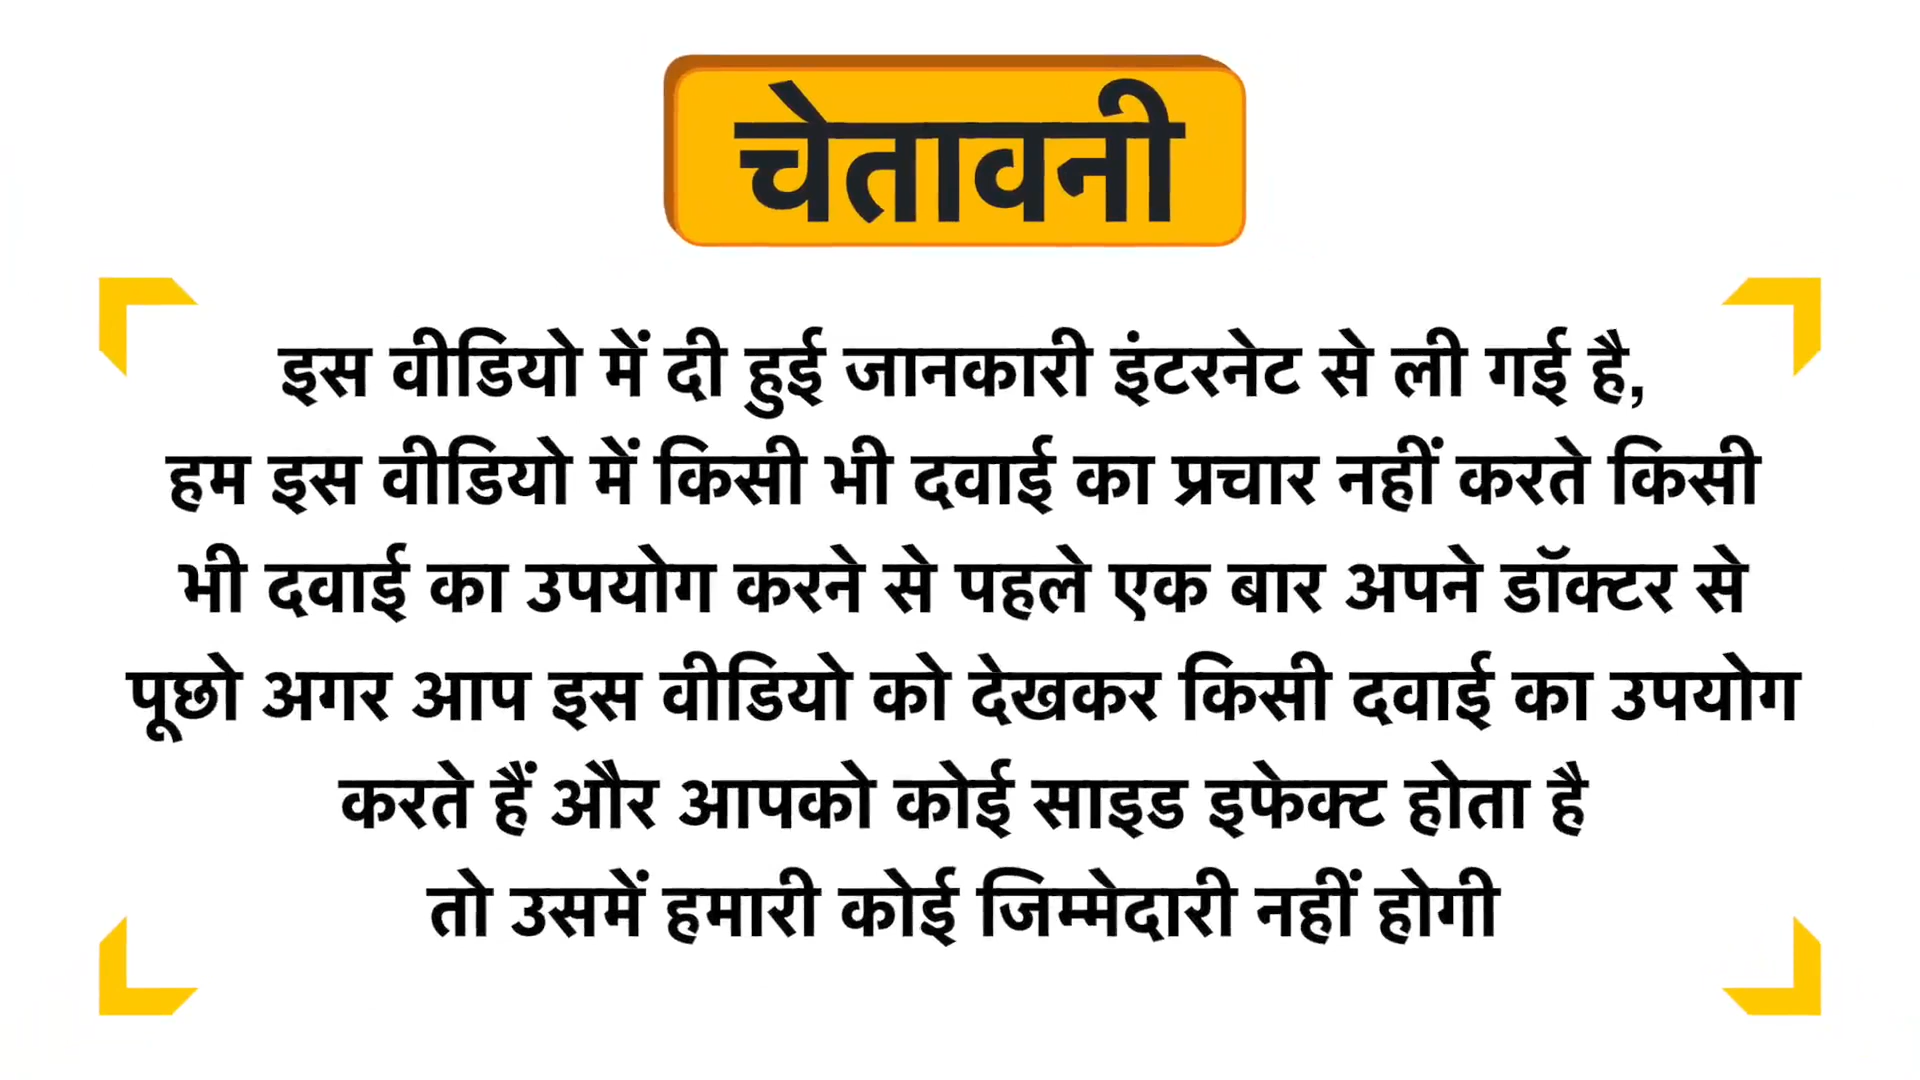 चेतावनी
इस वीडियो में दी हुई जानकारी इंटरनेट से ली गई है,
हम इस वीडियो में किसी भी दवाई का प्रचार नहीं करते किसी
भी दवाई का उपयोग करने से पहले एक बार अपने डॉक्टर से
पूछो अगर आप इस वीडियो को देखकर किसी दवाई का उपयोग
करते हैं और आपको कोई साइड इफेक्ट होता है
तो उसमें हमारी कोई जिम्मेदारी नहीं होगी